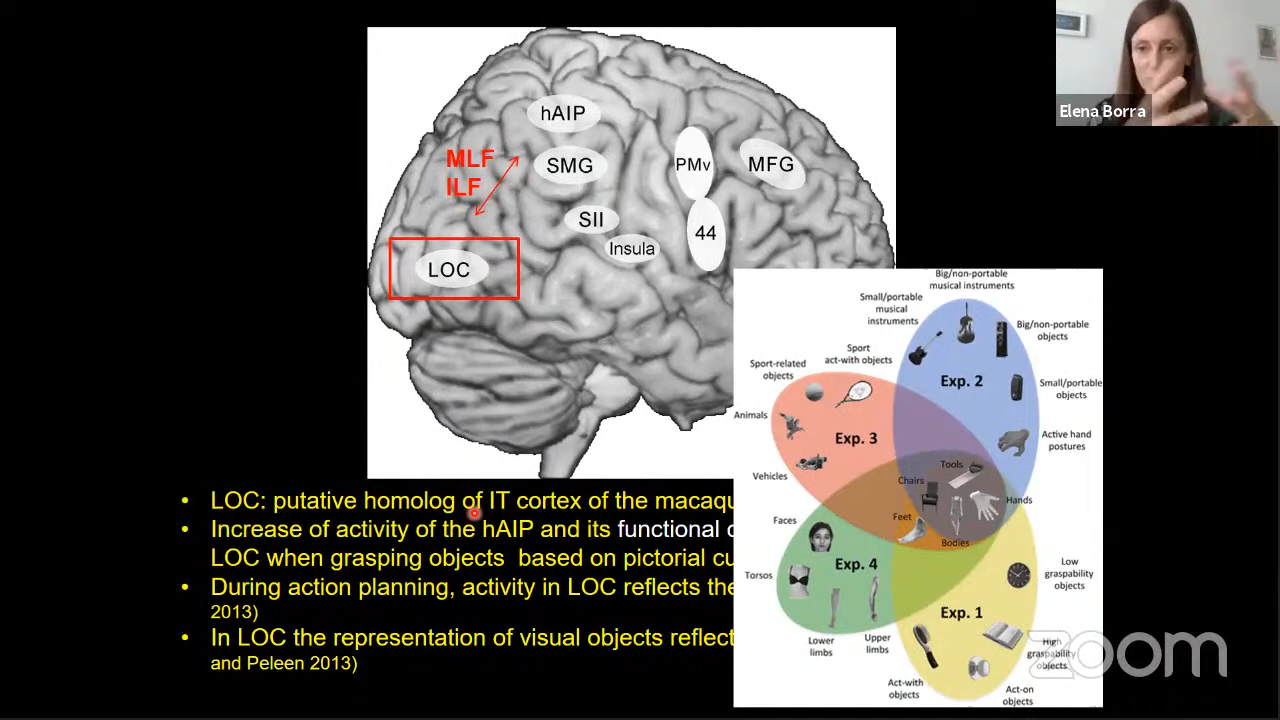 Elena Borra
hAIP
MLF
ILF
SMG
PMv
MFG
SII
Insula
44
LOC
• LOC: putative homolog of IT cortex of the macaqu
• Increase of activity of the hAIP and its functional
LOC when grasping objects based on pictorial cu
• During action planning, activity in LOC reflects the
2013)
• In LOC the representation of visual objects reflect
and Peleen 2013)
Big/non-portable
musical instruments
Small/portable
musical
instruments
Big/non-portable
objects
Sport
act-with objects
Sport-related
objects
Exp. 2
Small/portable
objects
Animals
Exp. 3
Active hand
postures
Vehicles
Tools
Chairs
Hands
Feet
Bodies
Faces
Exp. 4
Torsos
Low
graspability
objects
Exp. 1
Lower
limbs
Upper
limbs
High
graspability
objects
Act-with
objects
Act-on
objects
zoom